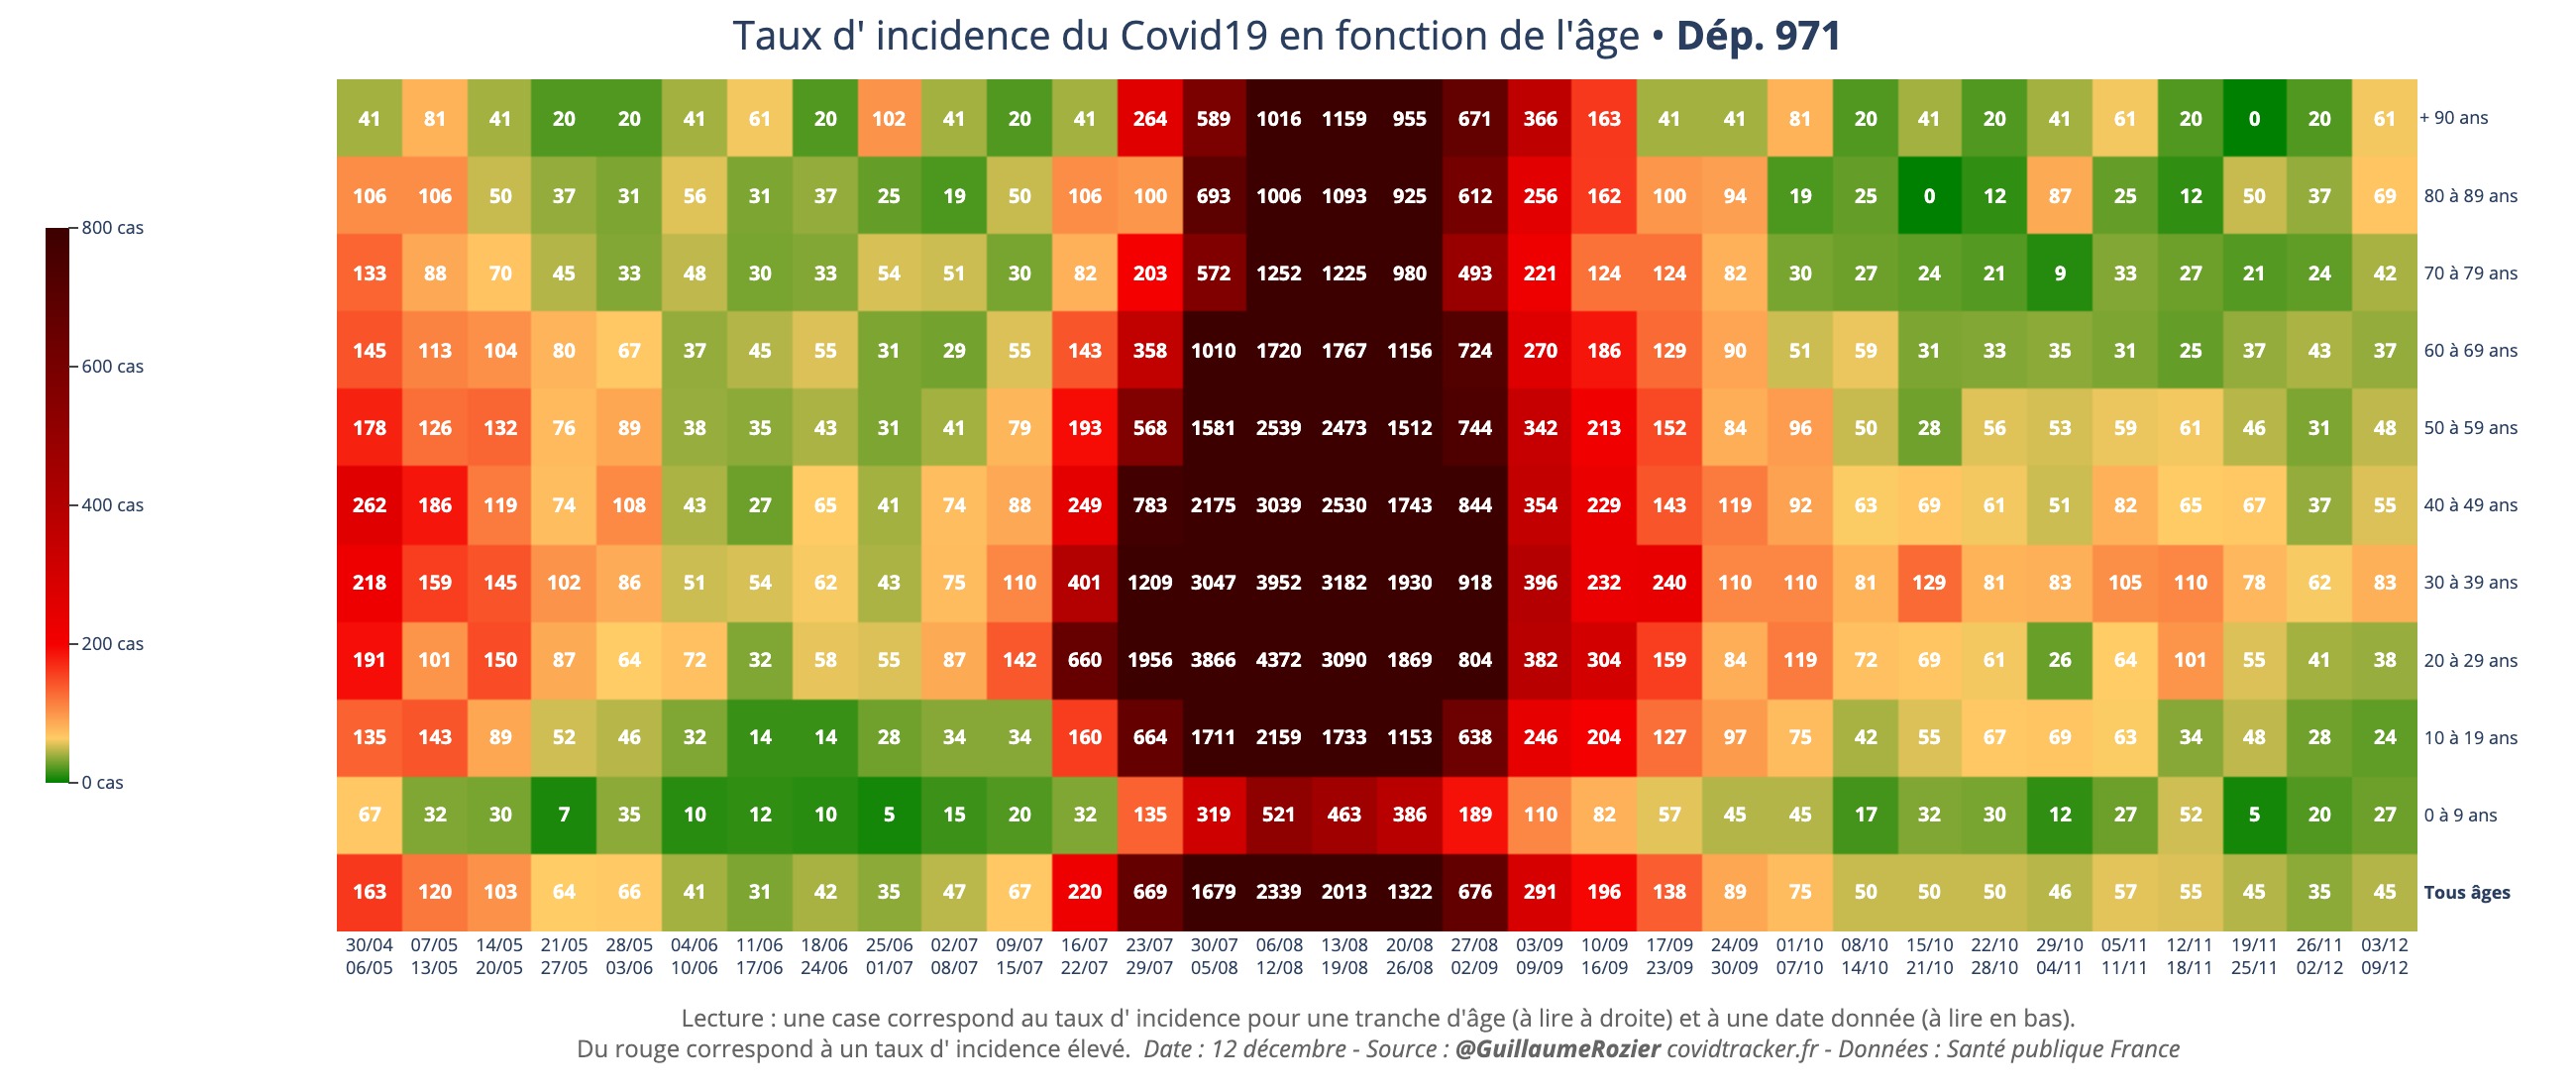 Taux d' incidence du Covid19 en fonction de l'âge • Dép. 971
41 81 41 20 20 41 61 20 102 41 20 41 264 589 1016 1159 955 671 366 163 41 41 81 20 41 20 41 61 20 0 20 61 + 90 ans
106 106 50 37 31 56 31 37 25 19 50 106 100 693 1006 1093 925 612 256 162 100 94 19 25 0 12 87 25 12 50 37 69 80 à 89 ans
800 cas
133 88 70 45 33 48 30 33 54 51 30 82 203 572 1252 1225 980 493 221 124 124 82 30 27 24 21 9 33 27 21 24 42 70 à 79 ans
145 113 104 80 67 37 45 55 31 29 55 143 358 1010 1720 1767 1156 724 270 186 129 90 51 59 31 33 35 31 25 37 43 37 60 à 69 ans
600 cas
178 126 132 76 89 38 35 43 31 41 79 193 568 1581 2539 2473 1512 744 342 213 152 84 96 50 28 56 53 59 61 46 31 48 50 à 59 ans
400 cas
262 186 119 74 108 43 27 65 41 74 88 249 783 2175 3039 2530 1743 844 354 229 143 119 92 63 69 61 51 82 65 67 37 55 40 à 49 ans
218 159 145 102 86 51 54 62 43 75 110 401 1209 3047 3952 3182 1930 918 396 232 240 110 110 81 129 81 83 105 110 78 62 83 30 à 39 ans
200 cas
191 101 150 87 64 72 32 58 55 87 142 660 1956 3866 4372 3090 1869 804 382 304 159 84 119 72 69 61 26 64 101 55 41 38 20 à 29 ans
135 143 89 52 46 32 14 14 28 34 34 160 664 1711 2159 1733 1153 638 246 204 127 97 75 42 55 67 69 63 34 48 28 24 10 à 19 ans
0 cas
67 32 30 7 35 10 12 10 5 15 20 32 135 319 521 463 386 189 110 82 57 45 45 17 32 30 12 27 52 5 20 27 0 à 9 ans
163 120 103 64 66 41 31 42 35 47 67 220 669 1679 2339 2013 1322 676 291 196 138 89 75 50 50 50 46 57 55 45 35 45 Tous âges
30/04 07/05 14/05 21/05 28/05 04/06 11/06 18/06 25/06 02/07 09/07 16/07 23/07 30/07 06/08 13/08 20/08 27/08 03/09 10/09 17/09 24/09 01/10 08/10 15/10 22/10 29/10 05/11 12/11 19/11 26/11 03/12
06/05 13/05 20/05 27/05 03/06 10/06 17/06 24/06 01/07 08/07 15/07 22/07 29/07 05/08 12/08 19/08 26/08 02/09 09/09 16/09 23/09 30/09 07/10 14/10 21/10 28/10 04/11 11/11 18/11 25/11 02/12 09/12
Lecture : une case correspond au taux d' incidence pour une tranche d'âge (à lire à droite) et à une date donnée (à lire en bas).
Du rouge correspond à un taux d' incidence élevé. Date : 12 décembre - Source : @GuillaumeRozier covidtracker.fr - Données : Santé publique France